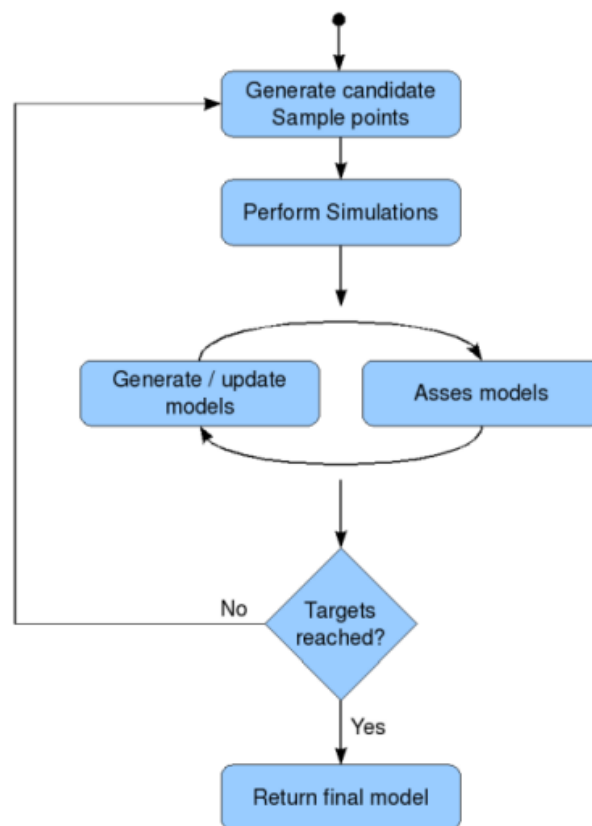 Generate candidate
Sample points
Perform Simulations
Generate / update
models
Asses models
Targets
reached?
No
Yes
Return final model